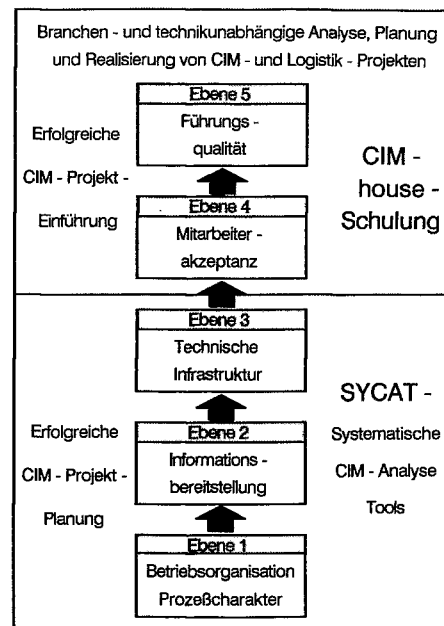 Branchen - und technikunabhängige Analyse, Planung
und Realisierung von CIM - und Logistik - Projekten
Ebene 5
Führungs -
qualität
Erfolgreiche
CIM - Projekt -
Einführung
CIM -
house -
Schulung
Ebene 4
Mitarbeiter -
akzeptanz
Ebene 3
Technische
Infrastruktur
Erfolgreiche
CIM - Projekt -
Planung
SYCAT -
Systematische
CIM - Analyse
Tools
Ebene 2
Informations -
bereitstellung
Ebene 1
Betriebsorganisation
Prozeßcharakter